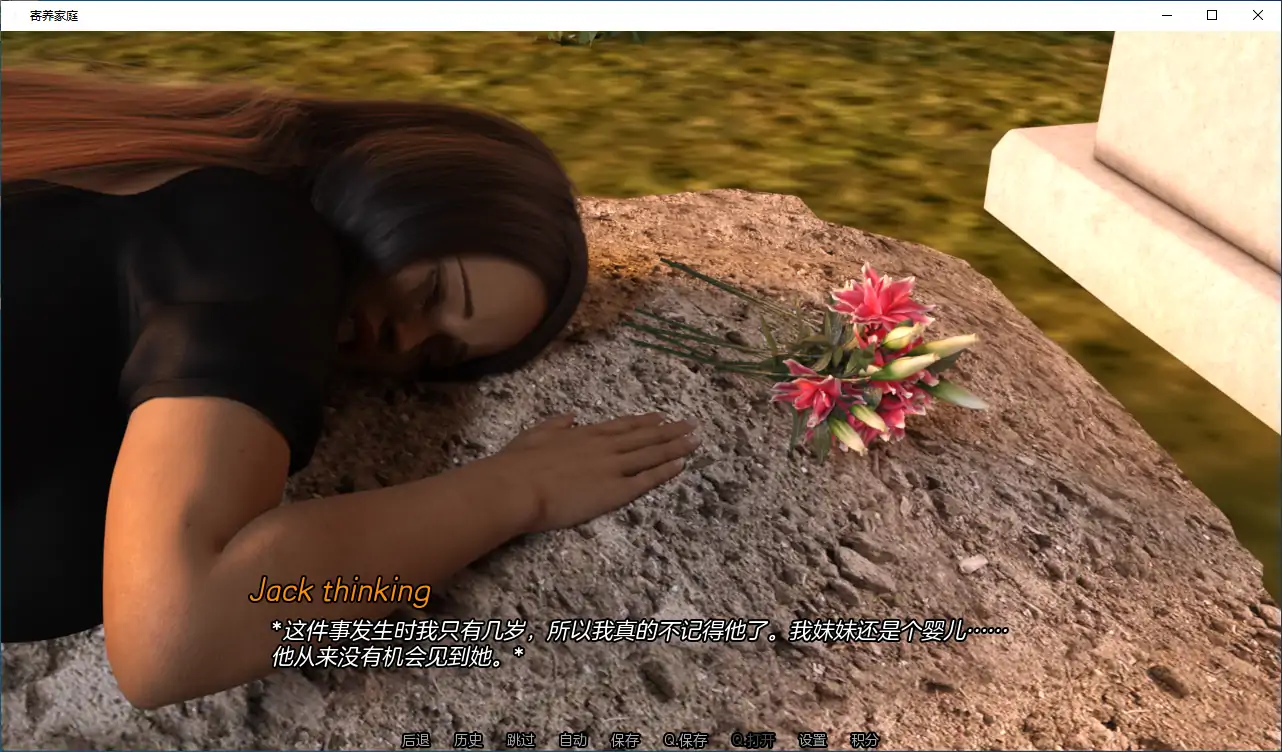 寄养家庭
Jack thinking
*这件事发生时我只有几岁，所以我真的不记得他了。我妹妹还是个婴儿……
他从来没有机会见到她。*
后退 历史 跳过 自动 保存 Q.保存 Q.打开 设置 积分